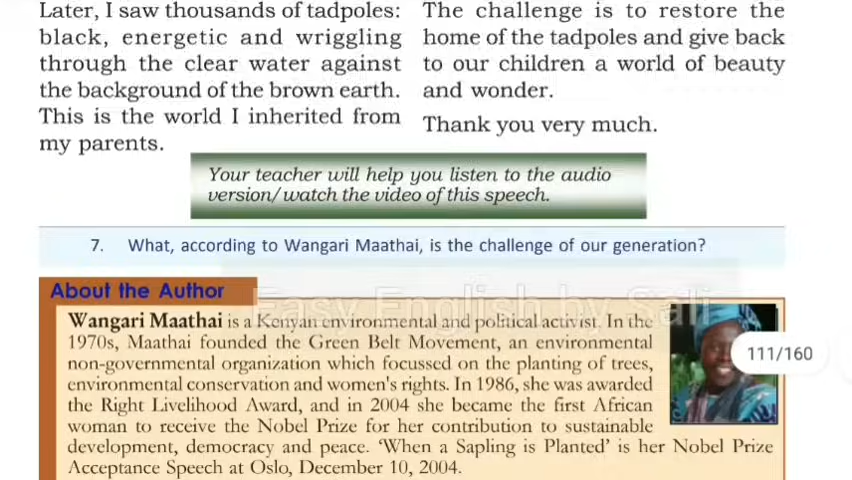 Later, I saw thousands of tadpoles:
black, energetic and wriggling
through the clear water against
the background of the brown earth.
This is the world I inherited from
my parents.
The challenge is to restore the
home of the tadpoles and give back
to our children a world of beauty
and wonder.
Thank you very much.
Your teacher will help you listen to the audio
version/watch the video of this speech.
7. What, according to Wangari Maathai, is the challenge of our generation?
About the Author
Easy English by Sali
Wangari Maathai is a Kenyan environmental and political activist. In the
1970s, Maathai founded the Green Belt Movement, an environmental
non-governmental organization which focussed on the planting of trees,
environmental conservation and women's rights. In 1986, she was awarded
the Right Livelihood Award, and in 2004 she became the first African
woman to receive the Nobel Prize for her contribution to sustainable
development, democracy and peace. 'When a Sapling is Planted' is her Nobel Prize
Acceptance Speech at Oslo, December 10, 2004.
111/160